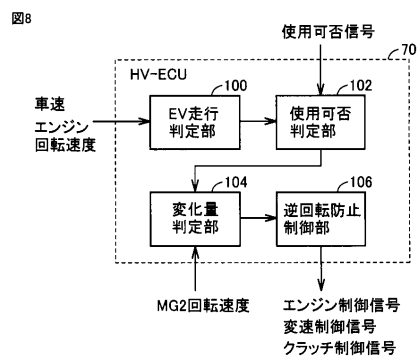 図8
使用可否信号
70
HV-ECU
車速
エンジン
回転速度
100
EV走行
判定部
102
使用可否
判定部
104
変化量
判定部
106
逆回転防止
制御部
MG2回転速度
エンジン制御信号
変速制御信号
クラッチ制御信号